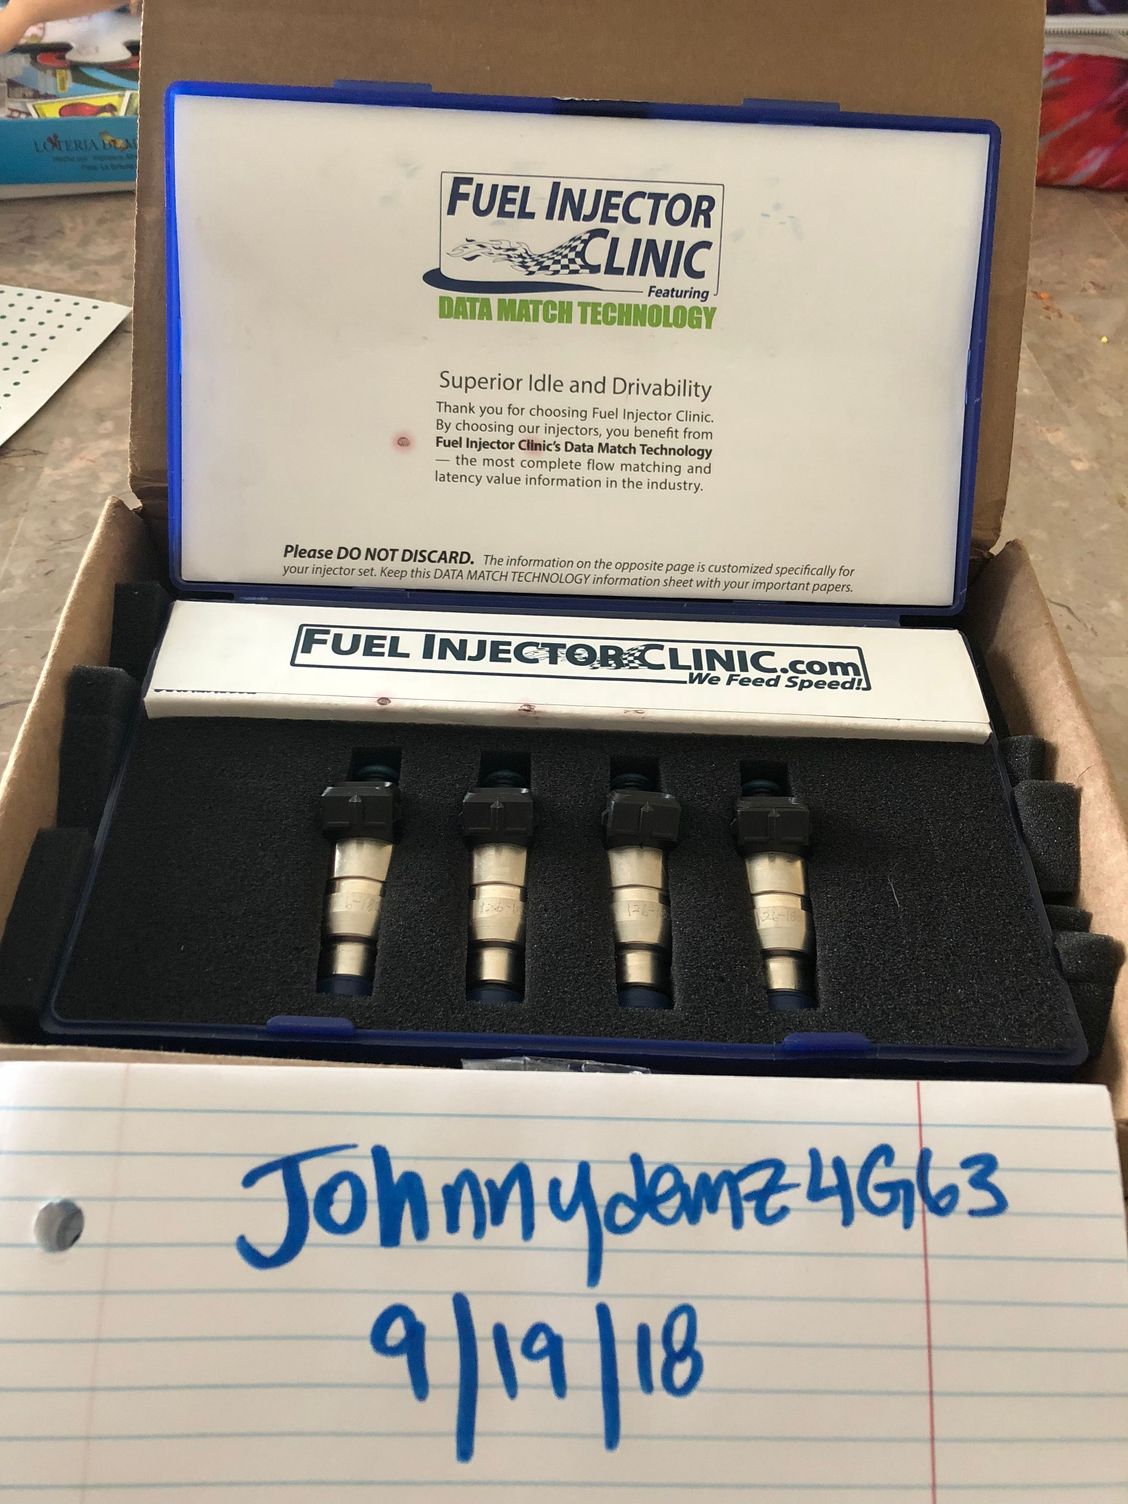 LOTERIA
FUEL INJECTOR
CLINIC
Featuring
DATA MATCH TECHNOLOGY
Superior Idle and Drivability
Thank you for choosing Fuel Injector Clinic.
By choosing our injectors, you benefit from
Fuel Injector Clinic's Data Match Technology
— the most complete flow matching and
latency value information in the industry.
Please DO NOT DISCARD. The information on the opposite page is customized specifically for
your injector set. Keep this DATA MATCH TECHNOLOGY information sheet with your important papers.
FUEL INJECTOR CLINIC.com
We Feed Speed!
Johnnydemz4G63
9/19/18